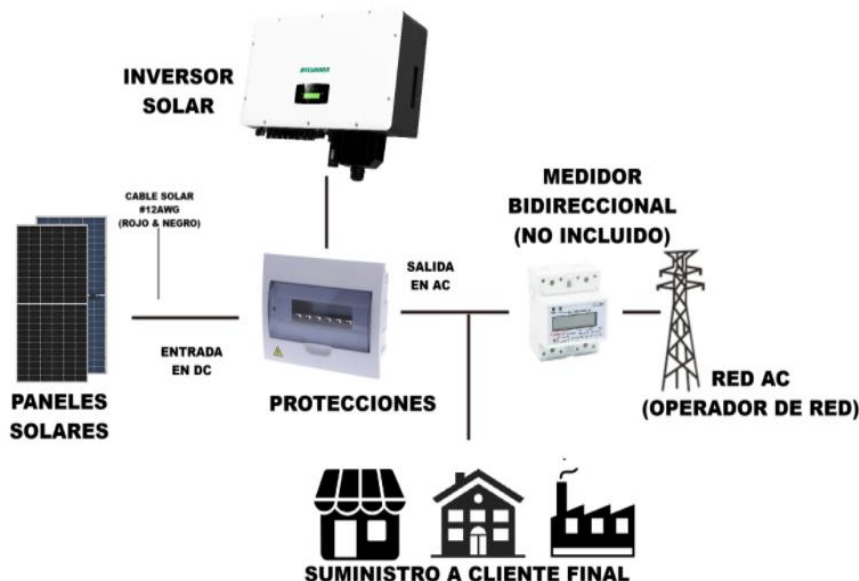 INVERSOR
SOLAR
SYLVANIA
CABLE SOLAR
#12AWG
(ROJO & NEGRO)
MEDIDOR
BIDIRECCIONAL
(NO INCLUIDO)
SALIDA
EN AC
ENTRADA
EN DC
PANELES
SOLARES
PROTECCIONES
RED AC
(OPERADOR DE RED)
SUMINISTRO A CLIENTE FINAL